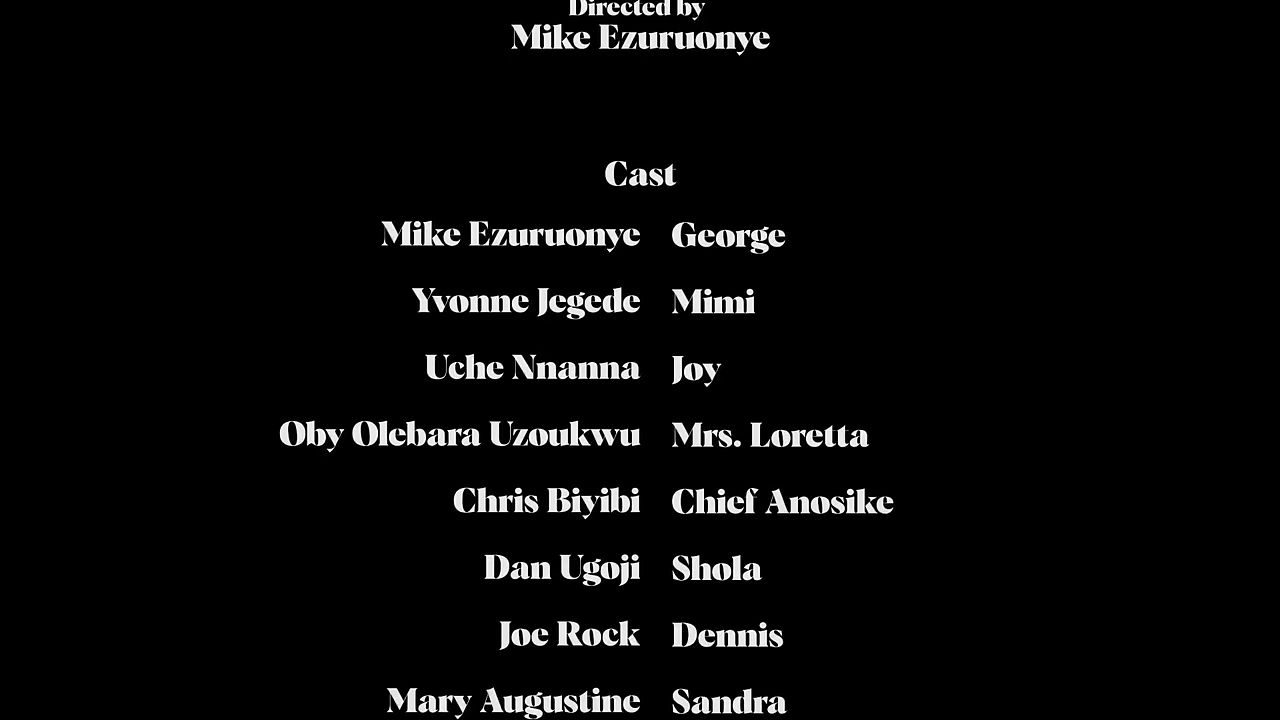 Directed by
Mike Ezuruonye
Cast
Mike Ezuruonye George
Yvonne Jegede Mimi
Uche Nnanna Joy
Oby Olebara Uzoukwu Mrs. Loretta
Chris Biyibi Chief Anosike
Dan Ugoji Shola
Joe Rock Dennis
Mary Augustine Sandra